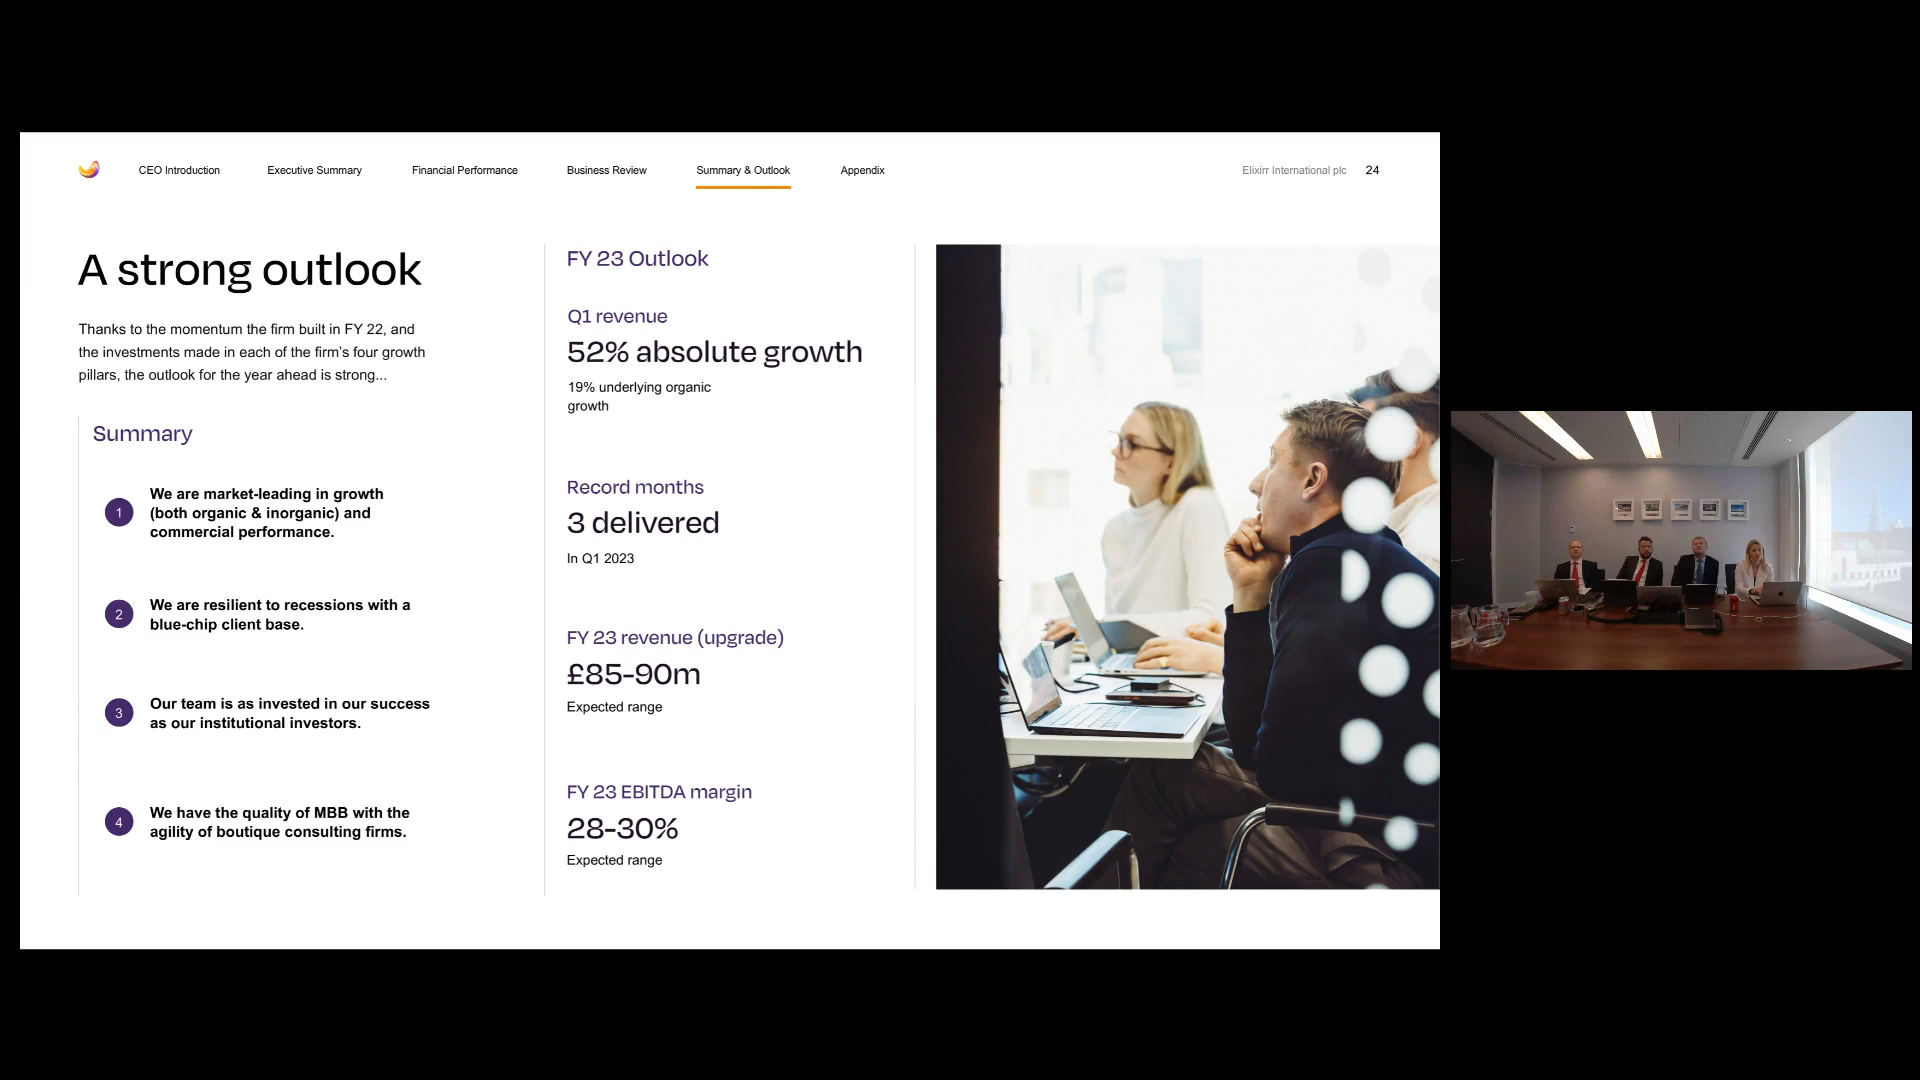 CEO Introduction
Executive Summary
Financial Performance
Business Review
Summary & Outlook
Appendix
Elixirr International plc
24
A strong outlook
Thanks to the momentum the firm built in FY 22, and
the investments made in each of the firm's four growth
pillars, the outlook for the year ahead is strong...
Summary
1
We are market-leading in growth
(both organic & inorganic) and
commercial performance.
2
We are resilient to recessions with a
blue-chip client base.
3
Our team is as invested in our success
as our institutional investors.
4
We have the quality of MBB with the
agility of boutique consulting firms.
FY 23 Outlook
Q1 revenue
52% absolute growth
19% underlying organic
growth
Record months
3 delivered
In Q1 2023
FY 23 revenue (upgrade)
£85-90m
Expected range
FY 23 EBITDA margin
28-30%
Expected range